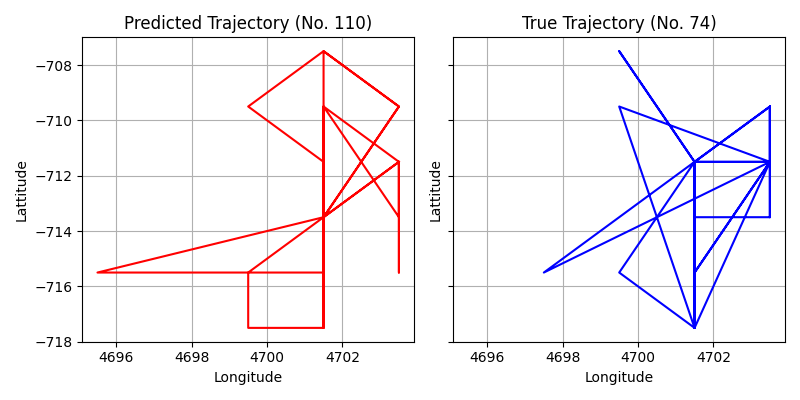 Predicted Trajectory (No. 110)
True Trajectory (No. 74)
−708
−710
−712
−714
−716
−718
Lattitude
Lattitude
4696 4698 4700 4702
4696 4698 4700 4702
Longitude
Longitude